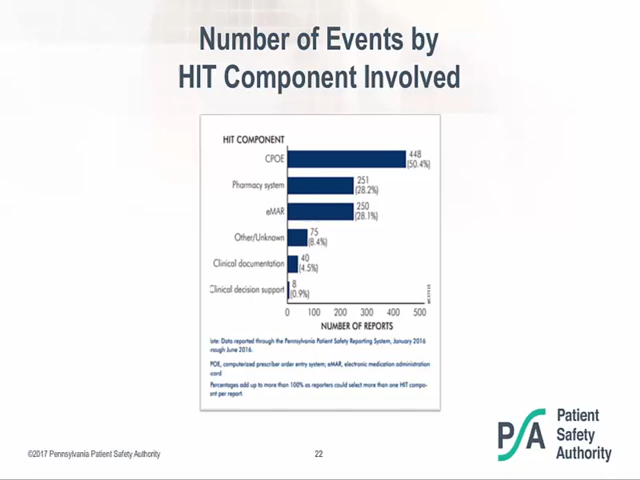 Number of Events by
HIT Component Involved
HIT COMPONENT
CPOE
448
(50.4%)
Pharmacy system
251
(28.2%)
eMAR
250
(28.1%)
Other/Unknown
75
(8.4%)
Clinical documentation
40
(4.5%)
Clinical decision support
8
(0.9%)
0 100 200 300 400 500
NUMBER OF REPORTS
ote: Data reported through the Pennsylvania Patient Safety Reporting System, January 2016
rough June 2016.
POE, computerized prescriber order entry system; eMAR, electronic medication administration
cord
Percentages add up to more than 100% as reporters could select more than one HIT compo-
ent per report
PSA
Patient
Safety
Authority
©2017 Pennsylvania Patient Safety Authority
22